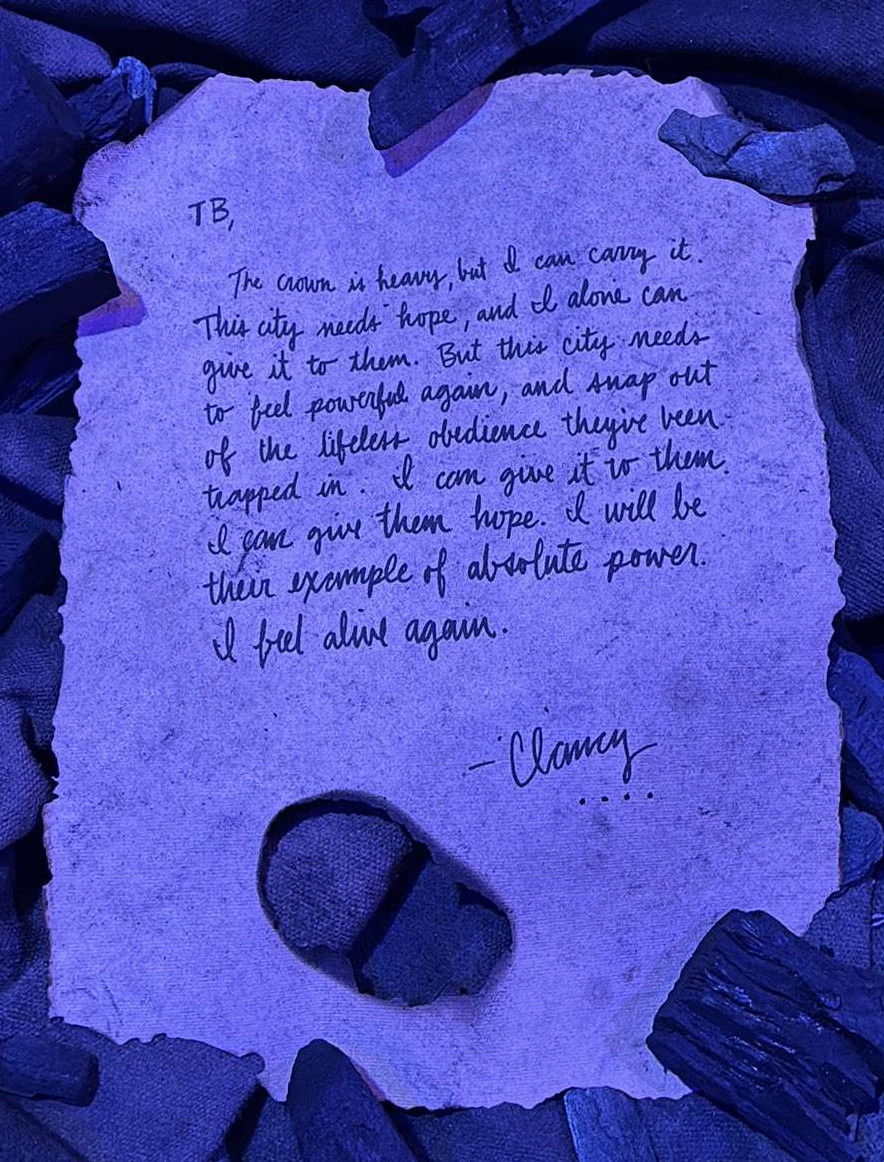 TB,
The crown is heavy, but I can carry it.
This city needs hope, and I alone can
give it to them. But this city needs
to feel powerful again, and snap out
of the lifeless obedience they've been
trapped in. I can give it to them.
I can give them hope. I will be
their example of absolute power.
I feel alive again.
- Clancy
. . . .